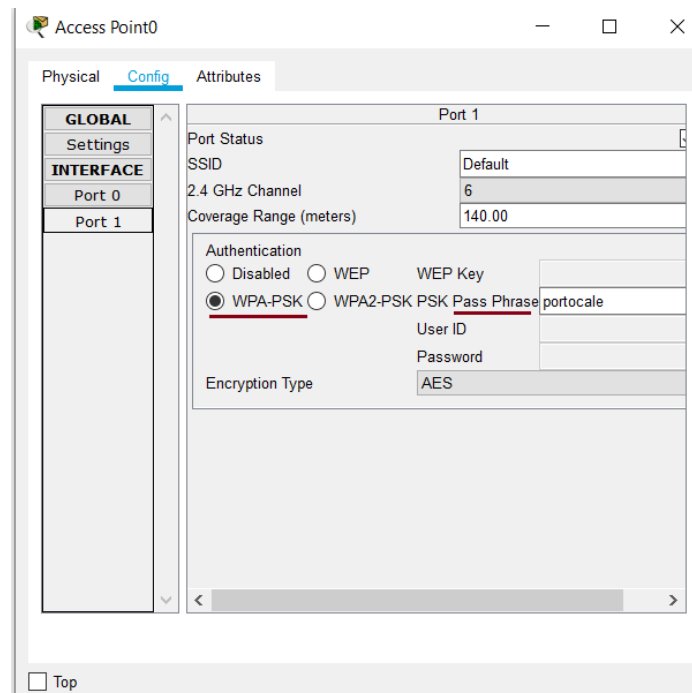 Access Point0
Physical Config Attributes
GLOBAL
Settings
INTERFACE
Port 0
Port 1
Port 1
Port Status
SSID Default
2.4 GHz Channel 6
Coverage Range (meters) 140.00
Authentication
Disabled WEP WEP Key
WPA-PSK WPA2-PSK PSK Pass Phrase portocale
User ID
Password
Encryption Type AES
Top